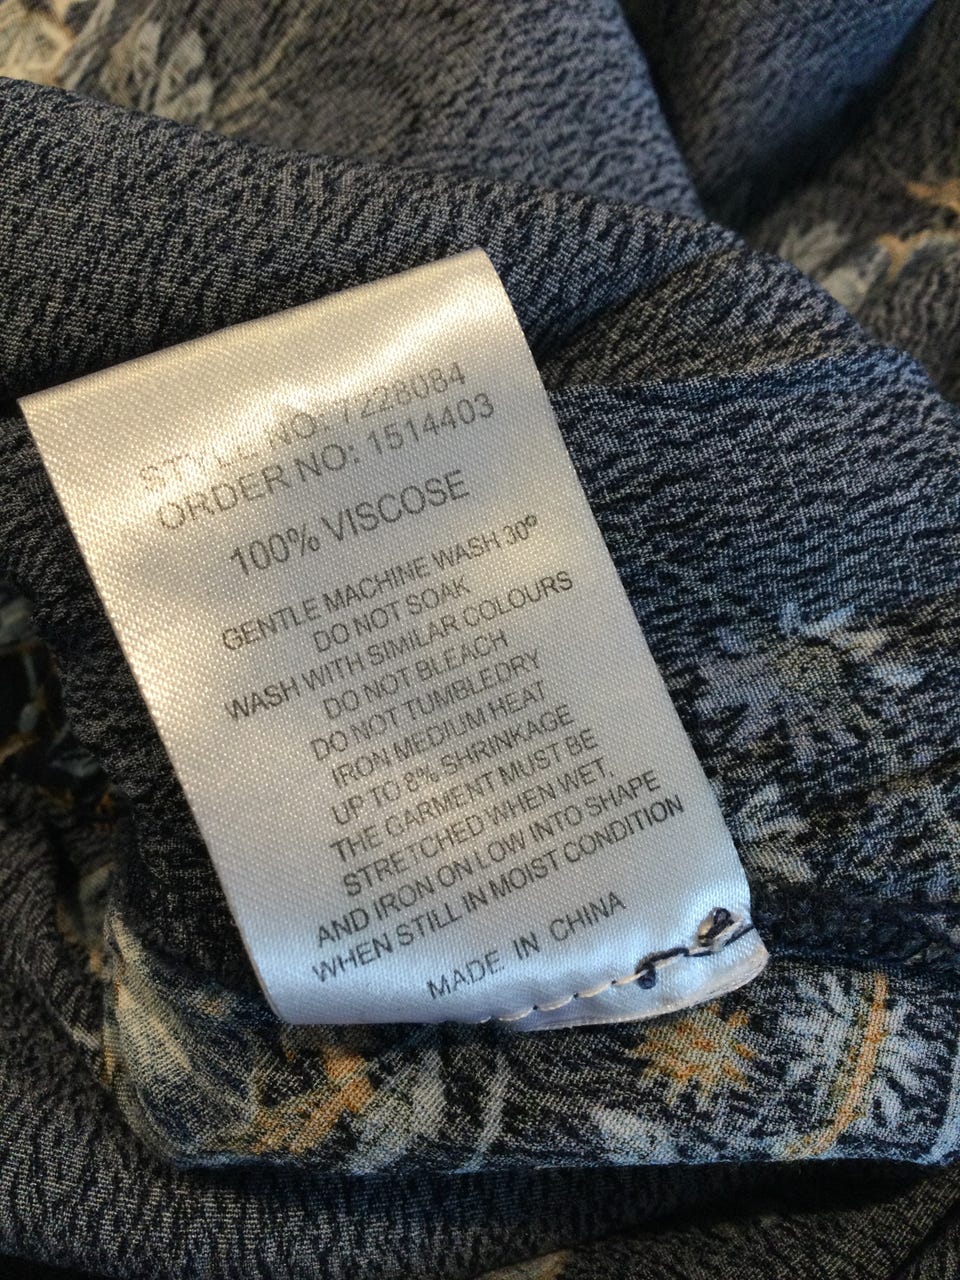 STYLE NO: 7228084
ORDER NO: 1514403
100% VISCOSE
GENTLE MACHINE WASH 30º
DO NOT SOAK
WASH WITH SIMILAR COLOURS
DO NOT BLEACH
DO NOT TUMBLEDRY
IRON MEDIUM HEAT
UP TO 8% SHRINKAGE
THE GARMENT MUST BE
STRETCHED WHEN WET,
AND IRON ON LOW INTO SHAPE
WHEN STILL IN MOIST CONDITION
MADE IN CHINA